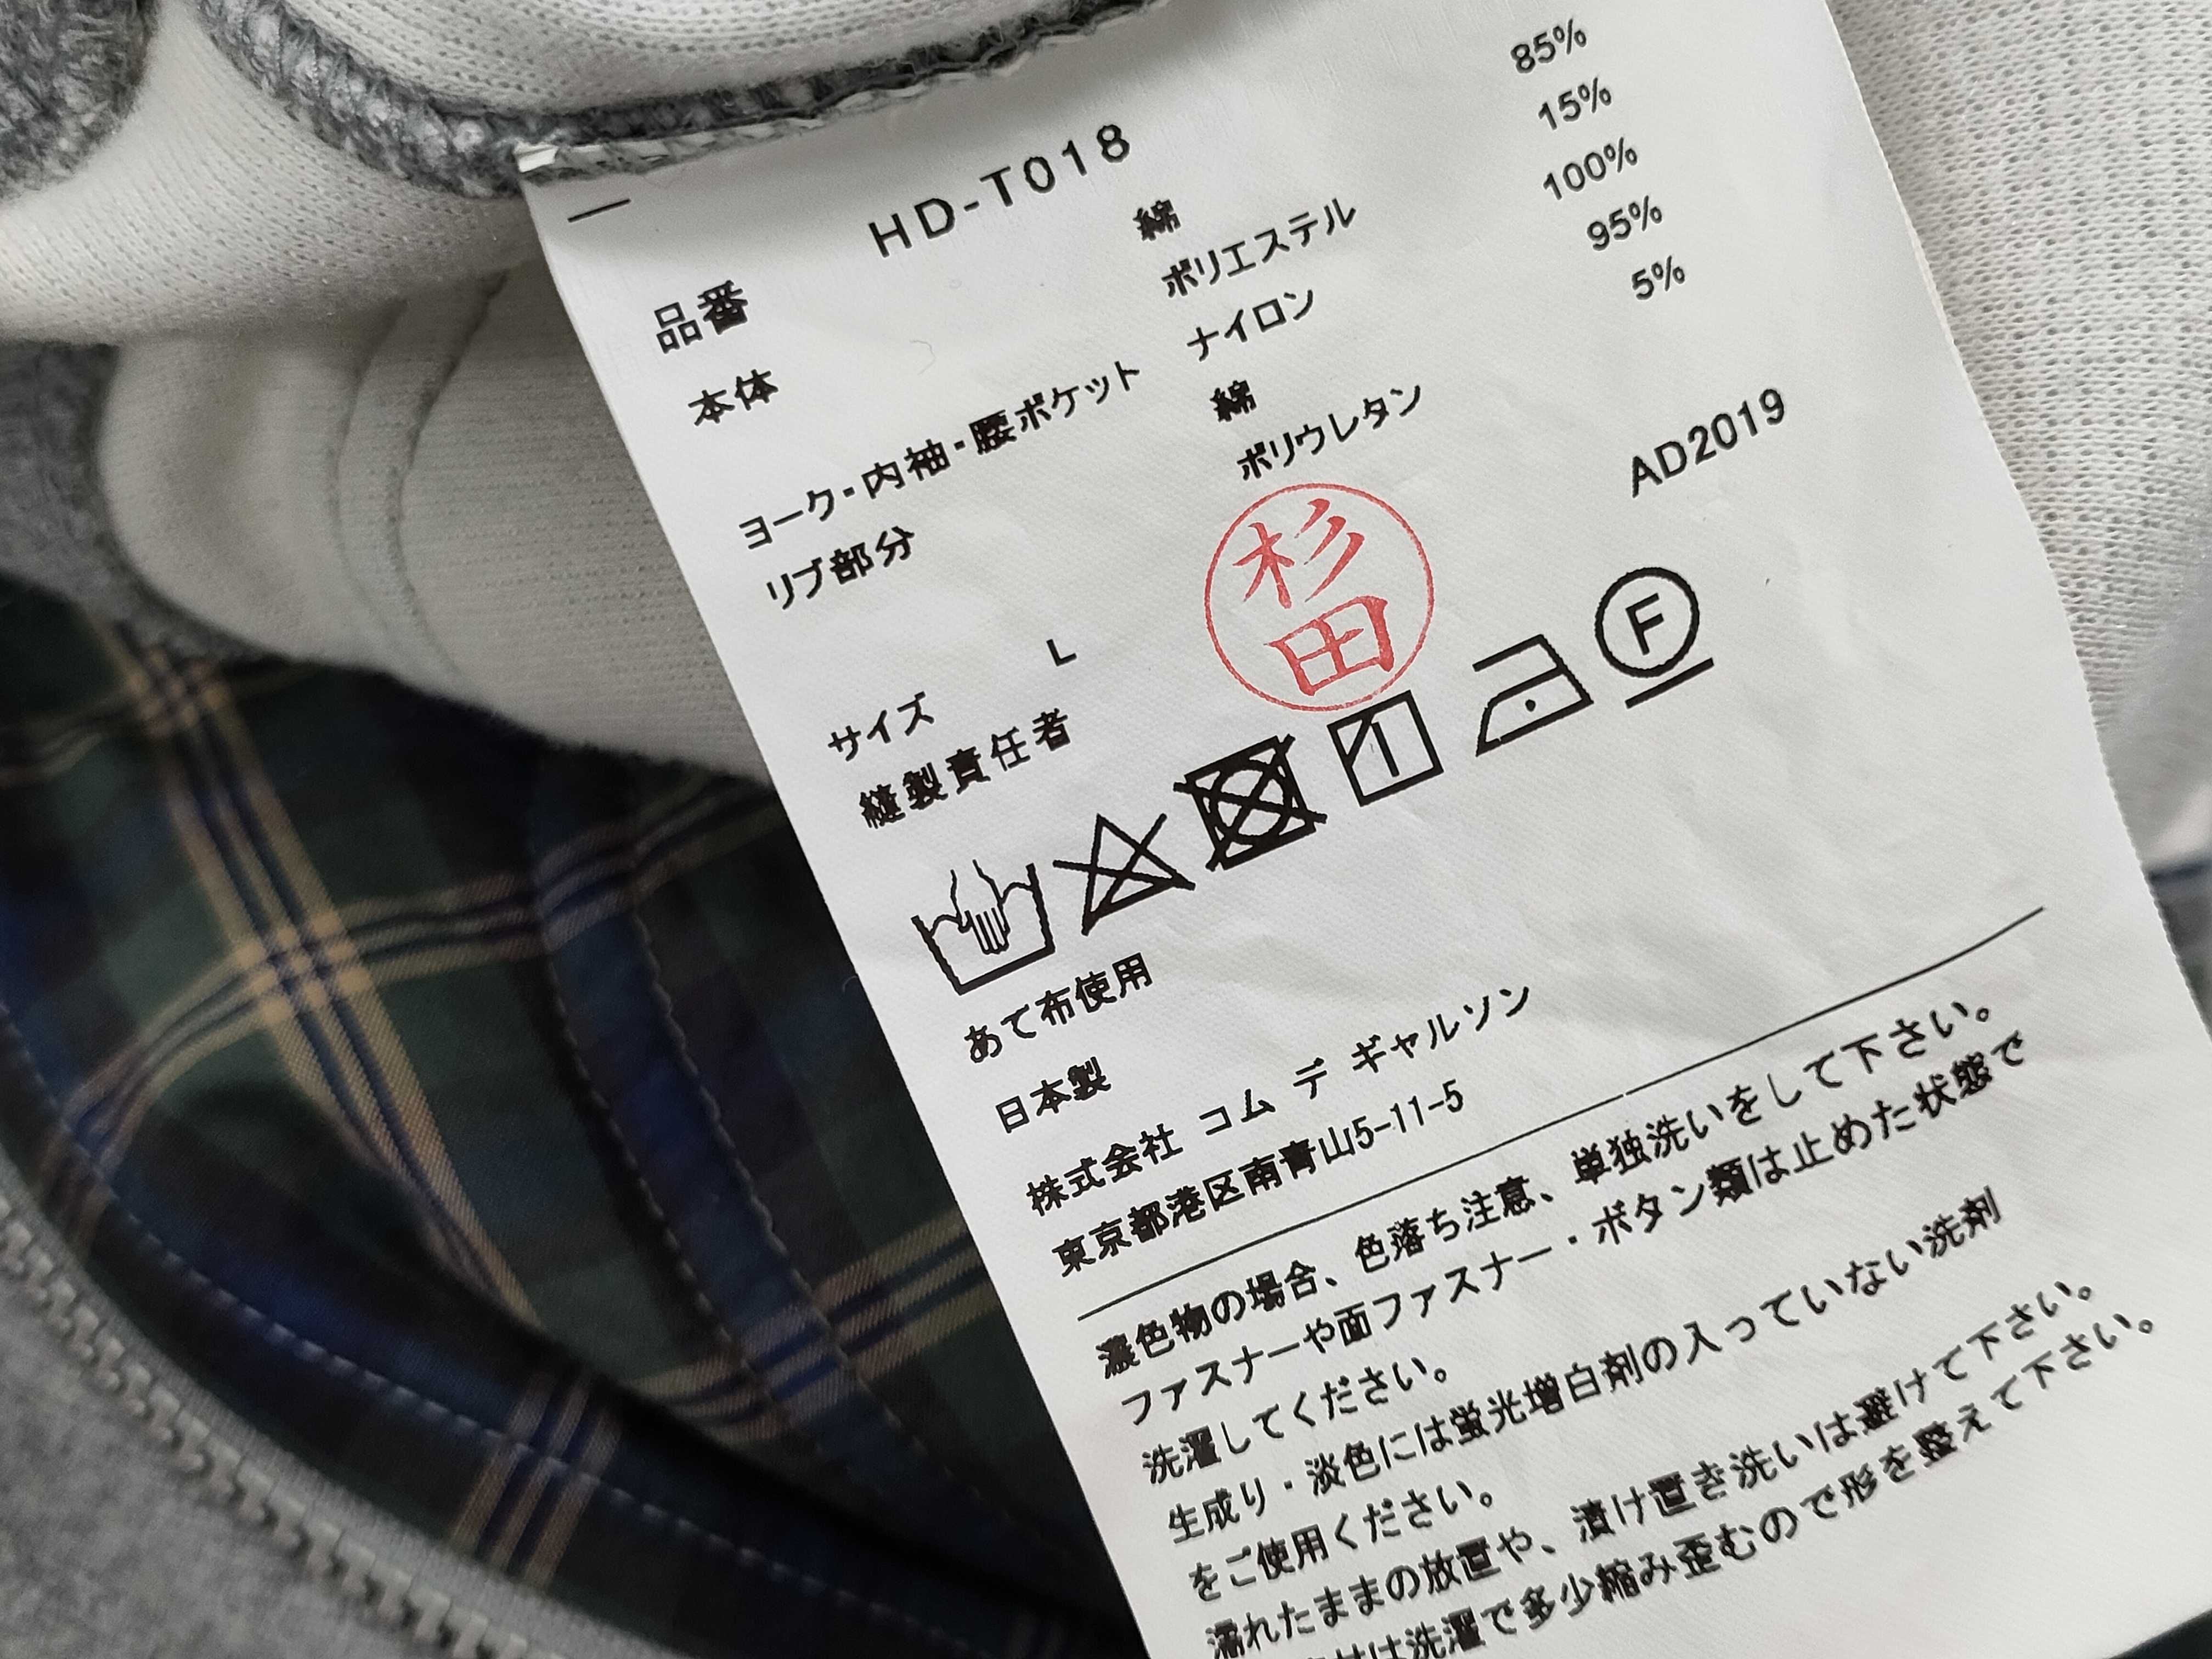 品番 HD-T018
本体 綿 85%
ポリエステル 15%
ヨーク・内袖・腰ポケット ナイロン 100%
リブ部分 綿 95%
ポリウレタン 5%
AD2019
サイズ L
縫製責任者 杉田
1 F
あて布使用
日本製
株式会社 コム デ ギャルソン
東京都港区南青山5-11-5
濃色物の場合、色落ち注意、単独洗いをして下さい。
ファスナーや面ファスナー・ボタン類は止めた状態で
洗濯してください。
生成り・淡色には蛍光増白剤の入っていない洗剤
をご使用ください。
濡れたままの放置や、漬け置き洗いは避けて下さい。
は洗濯で多少縮み歪むので形を整えて下さい。